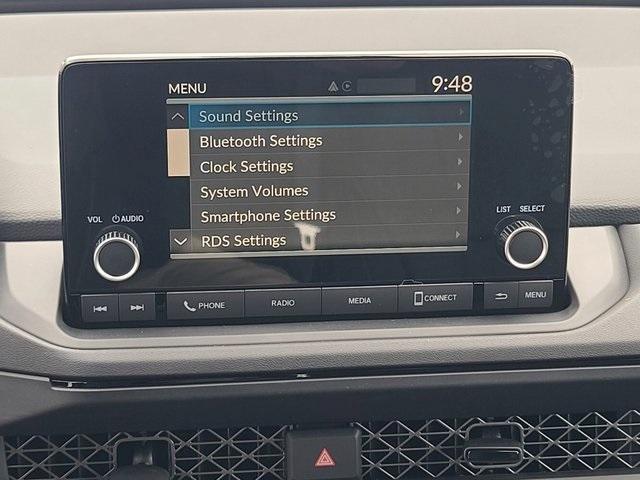 MENU 9:48
Sound Settings
Bluetooth Settings
Clock Settings
System Volumes
Smartphone Settings
RDS Settings
VOL AUDIO
LIST SELECT
PHONE RADIO MEDIA CONNECT MENU